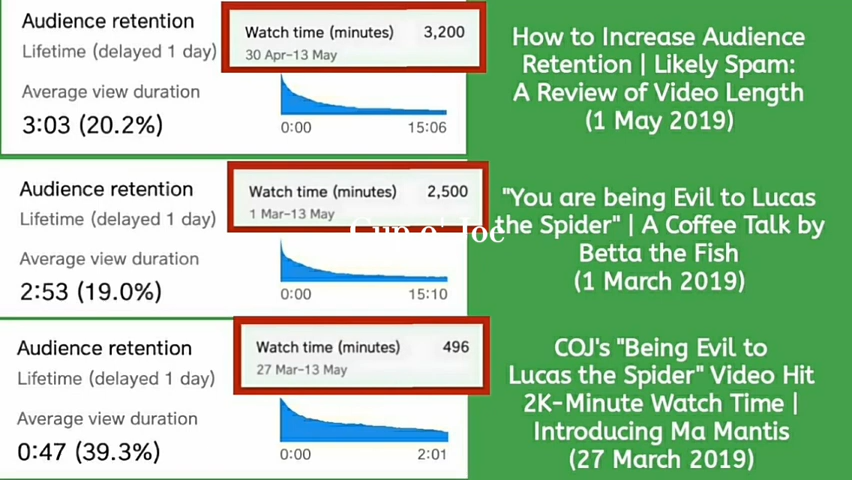 Audience retention
Lifetime (delayed 1 day)
Watch time (minutes) 3,200
30 Apr–13 May
Average view duration
3:03 (20.2%)
0:00 15:06
How to Increase Audience
Retention | Likely Spam:
A Review of Video Length
(1 May 2019)
Audience retention
Lifetime (delayed 1 day)
Watch time (minutes) 2,500
1 Mar–13 May
Average view duration
2:53 (19.0%)
0:00 15:10
"You are being Evil to Lucas
the Spider" | A Coffee Talk by
Betta the Fish
(1 March 2019)
Cup o' Joe
Audience retention
Lifetime (delayed 1 day)
Watch time (minutes) 496
27 Mar–13 May
Average view duration
0:47 (39.3%)
0:00 2:01
COJ's "Being Evil to
Lucas the Spider" Video Hit
2K-Minute Watch Time |
Introducing Ma Mantis
(27 March 2019)